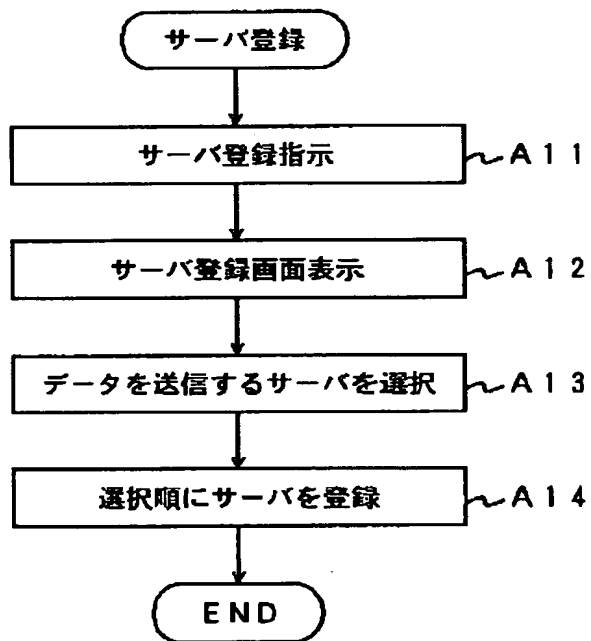 サーバ登録
サーバ登録指示 A11
サーバ登録画面表示 A12
データを送信するサーバを選択 A13
選択順にサーバを登録 A14
END